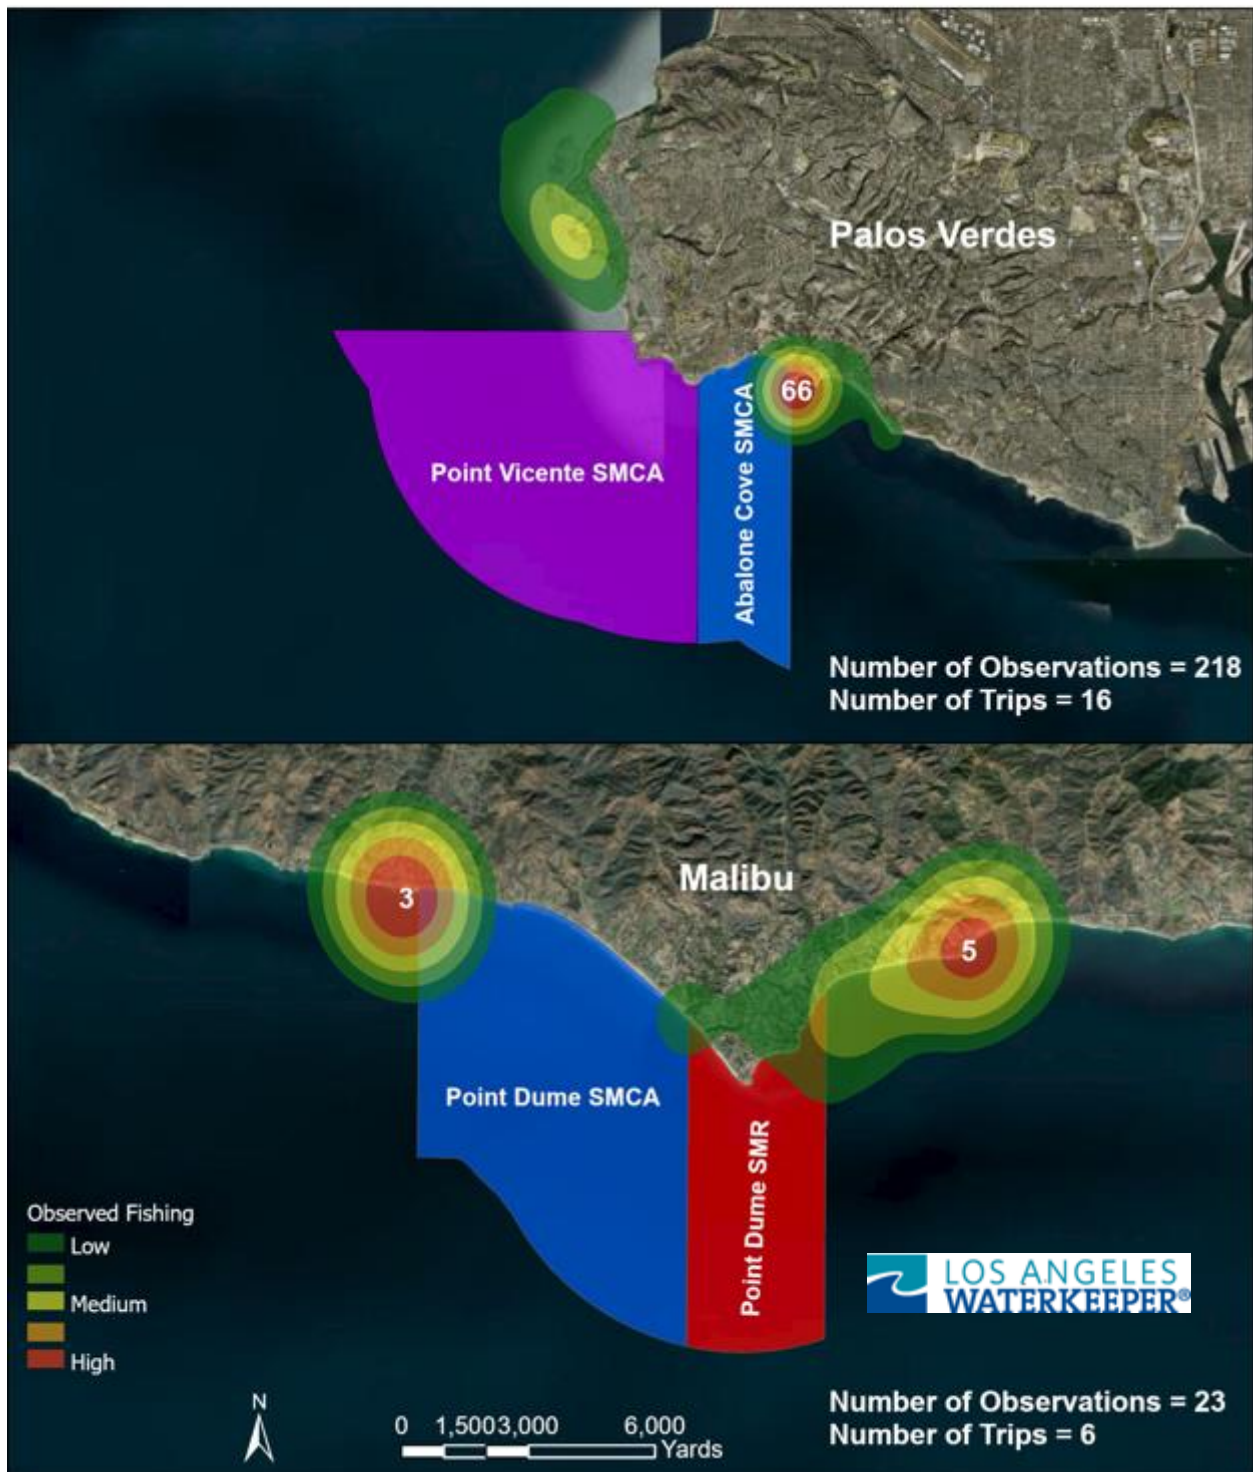 Palos Verdes
66
Point Vicente SMCA
Abalone Cove SMCA
Number of Observations = 218
Number of Trips = 16
Malibu
3
5
Point Dume SMCA
Point Dume SMR
Observed Fishing
Low
Medium
High
LOS ANGELES
WATERKEEPER®
N
0 1,500 3,000 6,000
Yards
Number of Observations = 23
Number of Trips = 6